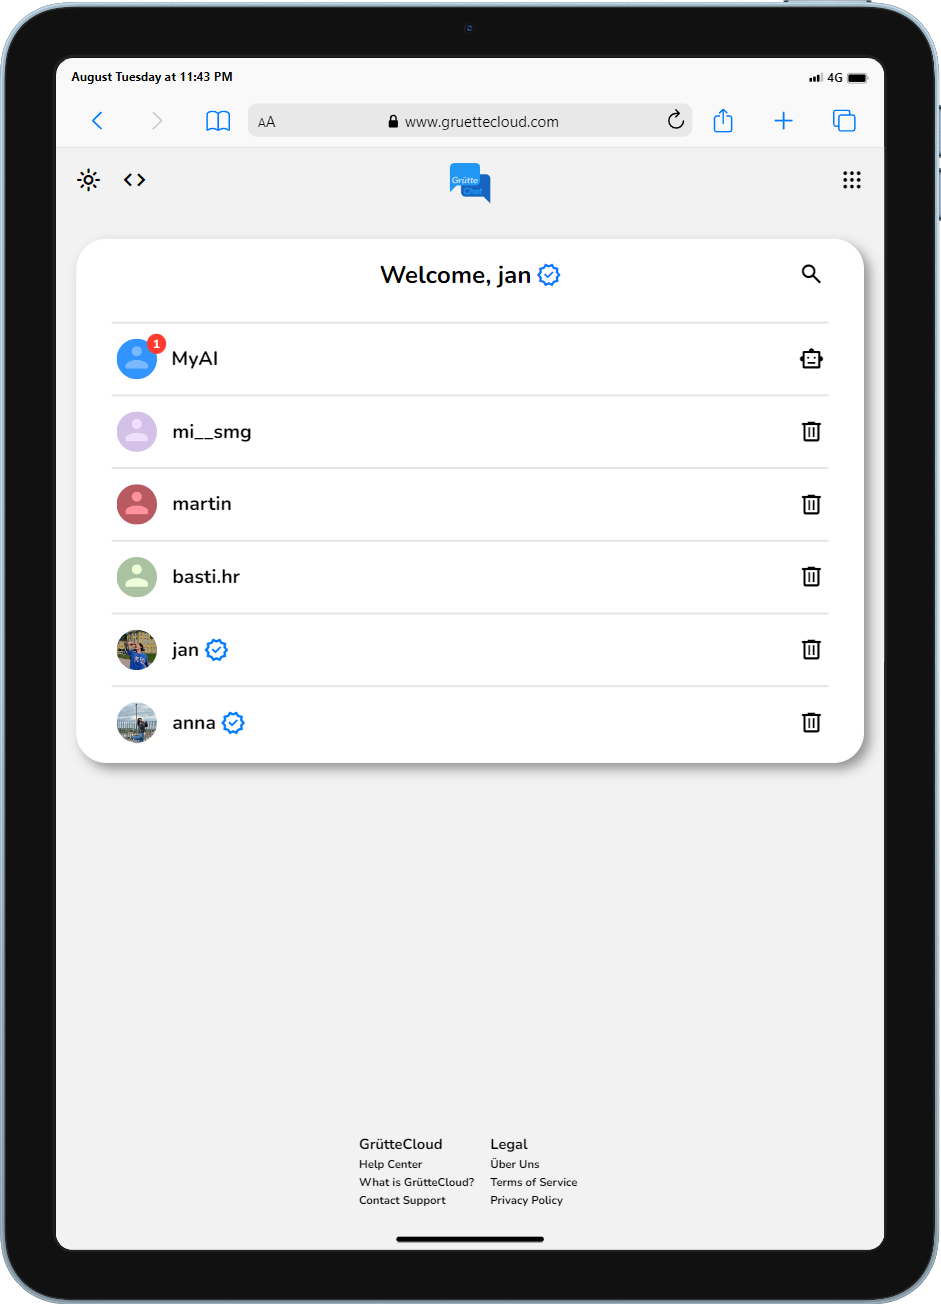 August Tuesday at 11:43 PM
4G
AA
www.gruettecloud.com
Grütte
Chat
Welcome, jan
1
MyAI
mi__smg
martin
basti.hr
jan
anna
GrütteCloud
Help Center
What is GrütteCloud?
Contact Support
Legal
Über Uns
Terms of Service
Privacy Policy